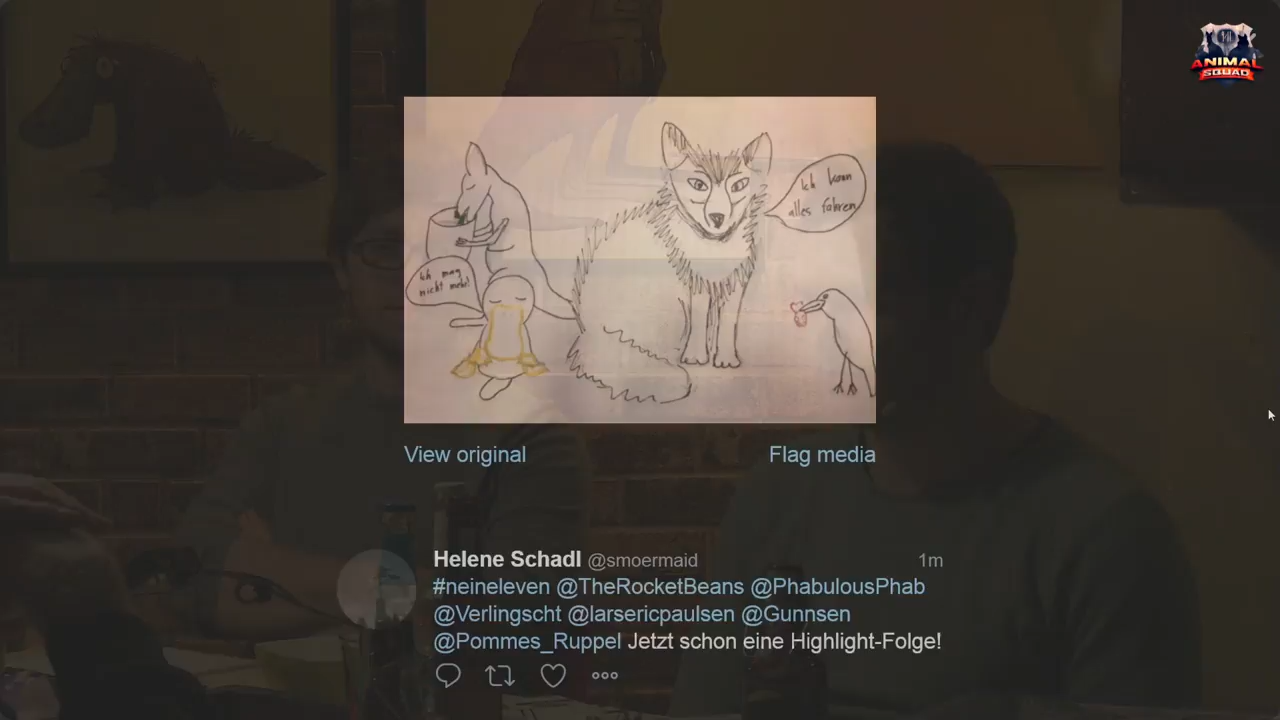 ANIMAL
SQUAD
Ich kann
alles fahren
Ich mag
nicht mehr!
View original
Flag media
Helene Schadl @smoermaid 1m
#neineleven @TheRocketBeans @PhabulousPhab
@Verlingscht @larsericpaulsen @Gunnsen
@Pommes_Ruppel Jetzt schon eine Highlight-Folge!